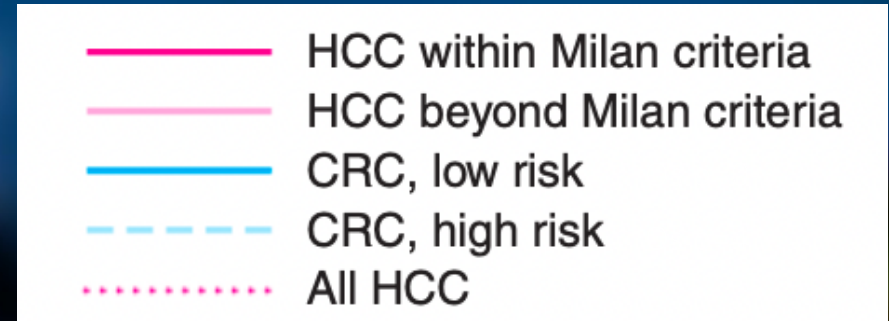 HCC within Milan criteria
HCC beyond Milan criteria
CRC, low risk
CRC, high risk
All HCC